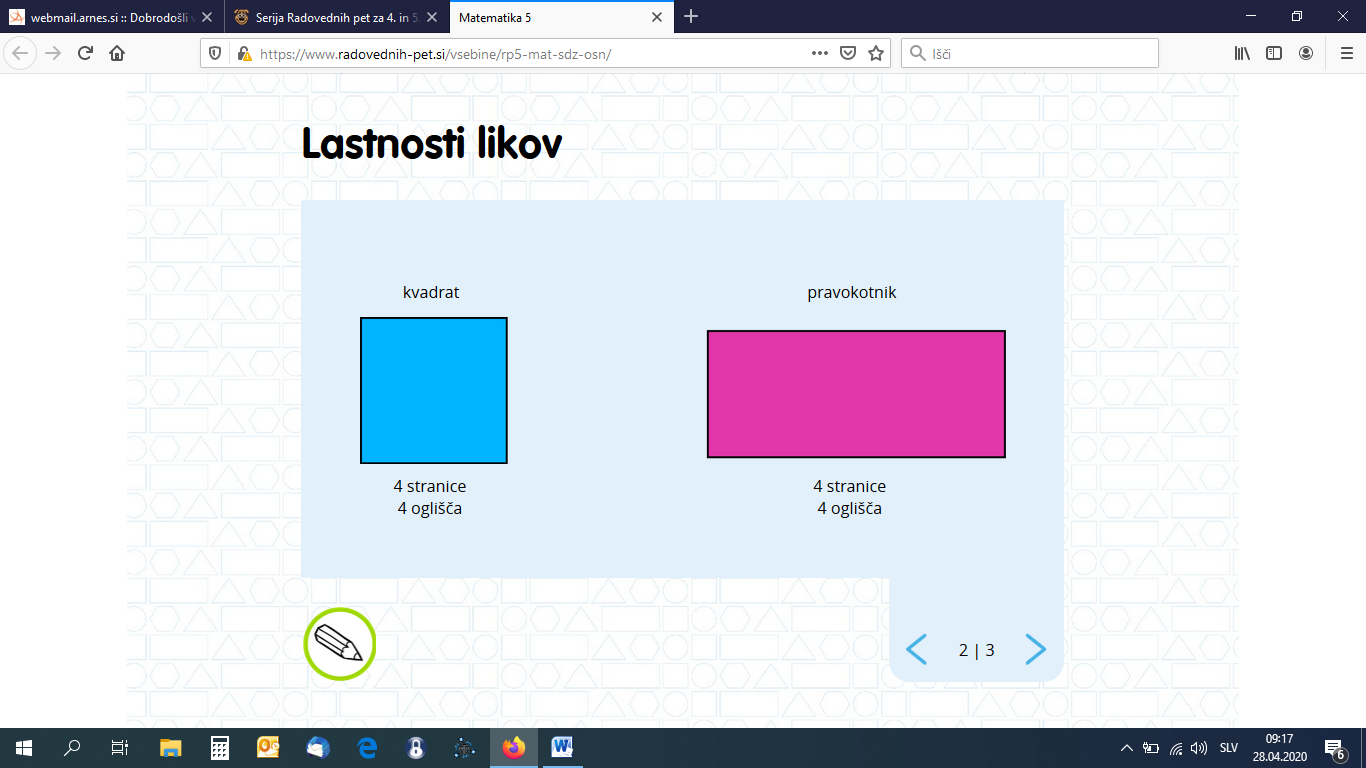 webmail.arnes.si :: Dobrodošli v
Serija Radovednih pet za 4. in 5.
Matematika 5
https://www.radovednih-pet.si/vsebine/rp5-mat-sdz-osn/
Išči
Lastnosti likov
kvadrat
pravokotnik
4 stranice
4 oglišča
4 stranice
4 oglišča
2 | 3
SLV
09:17
28.04.2020
6